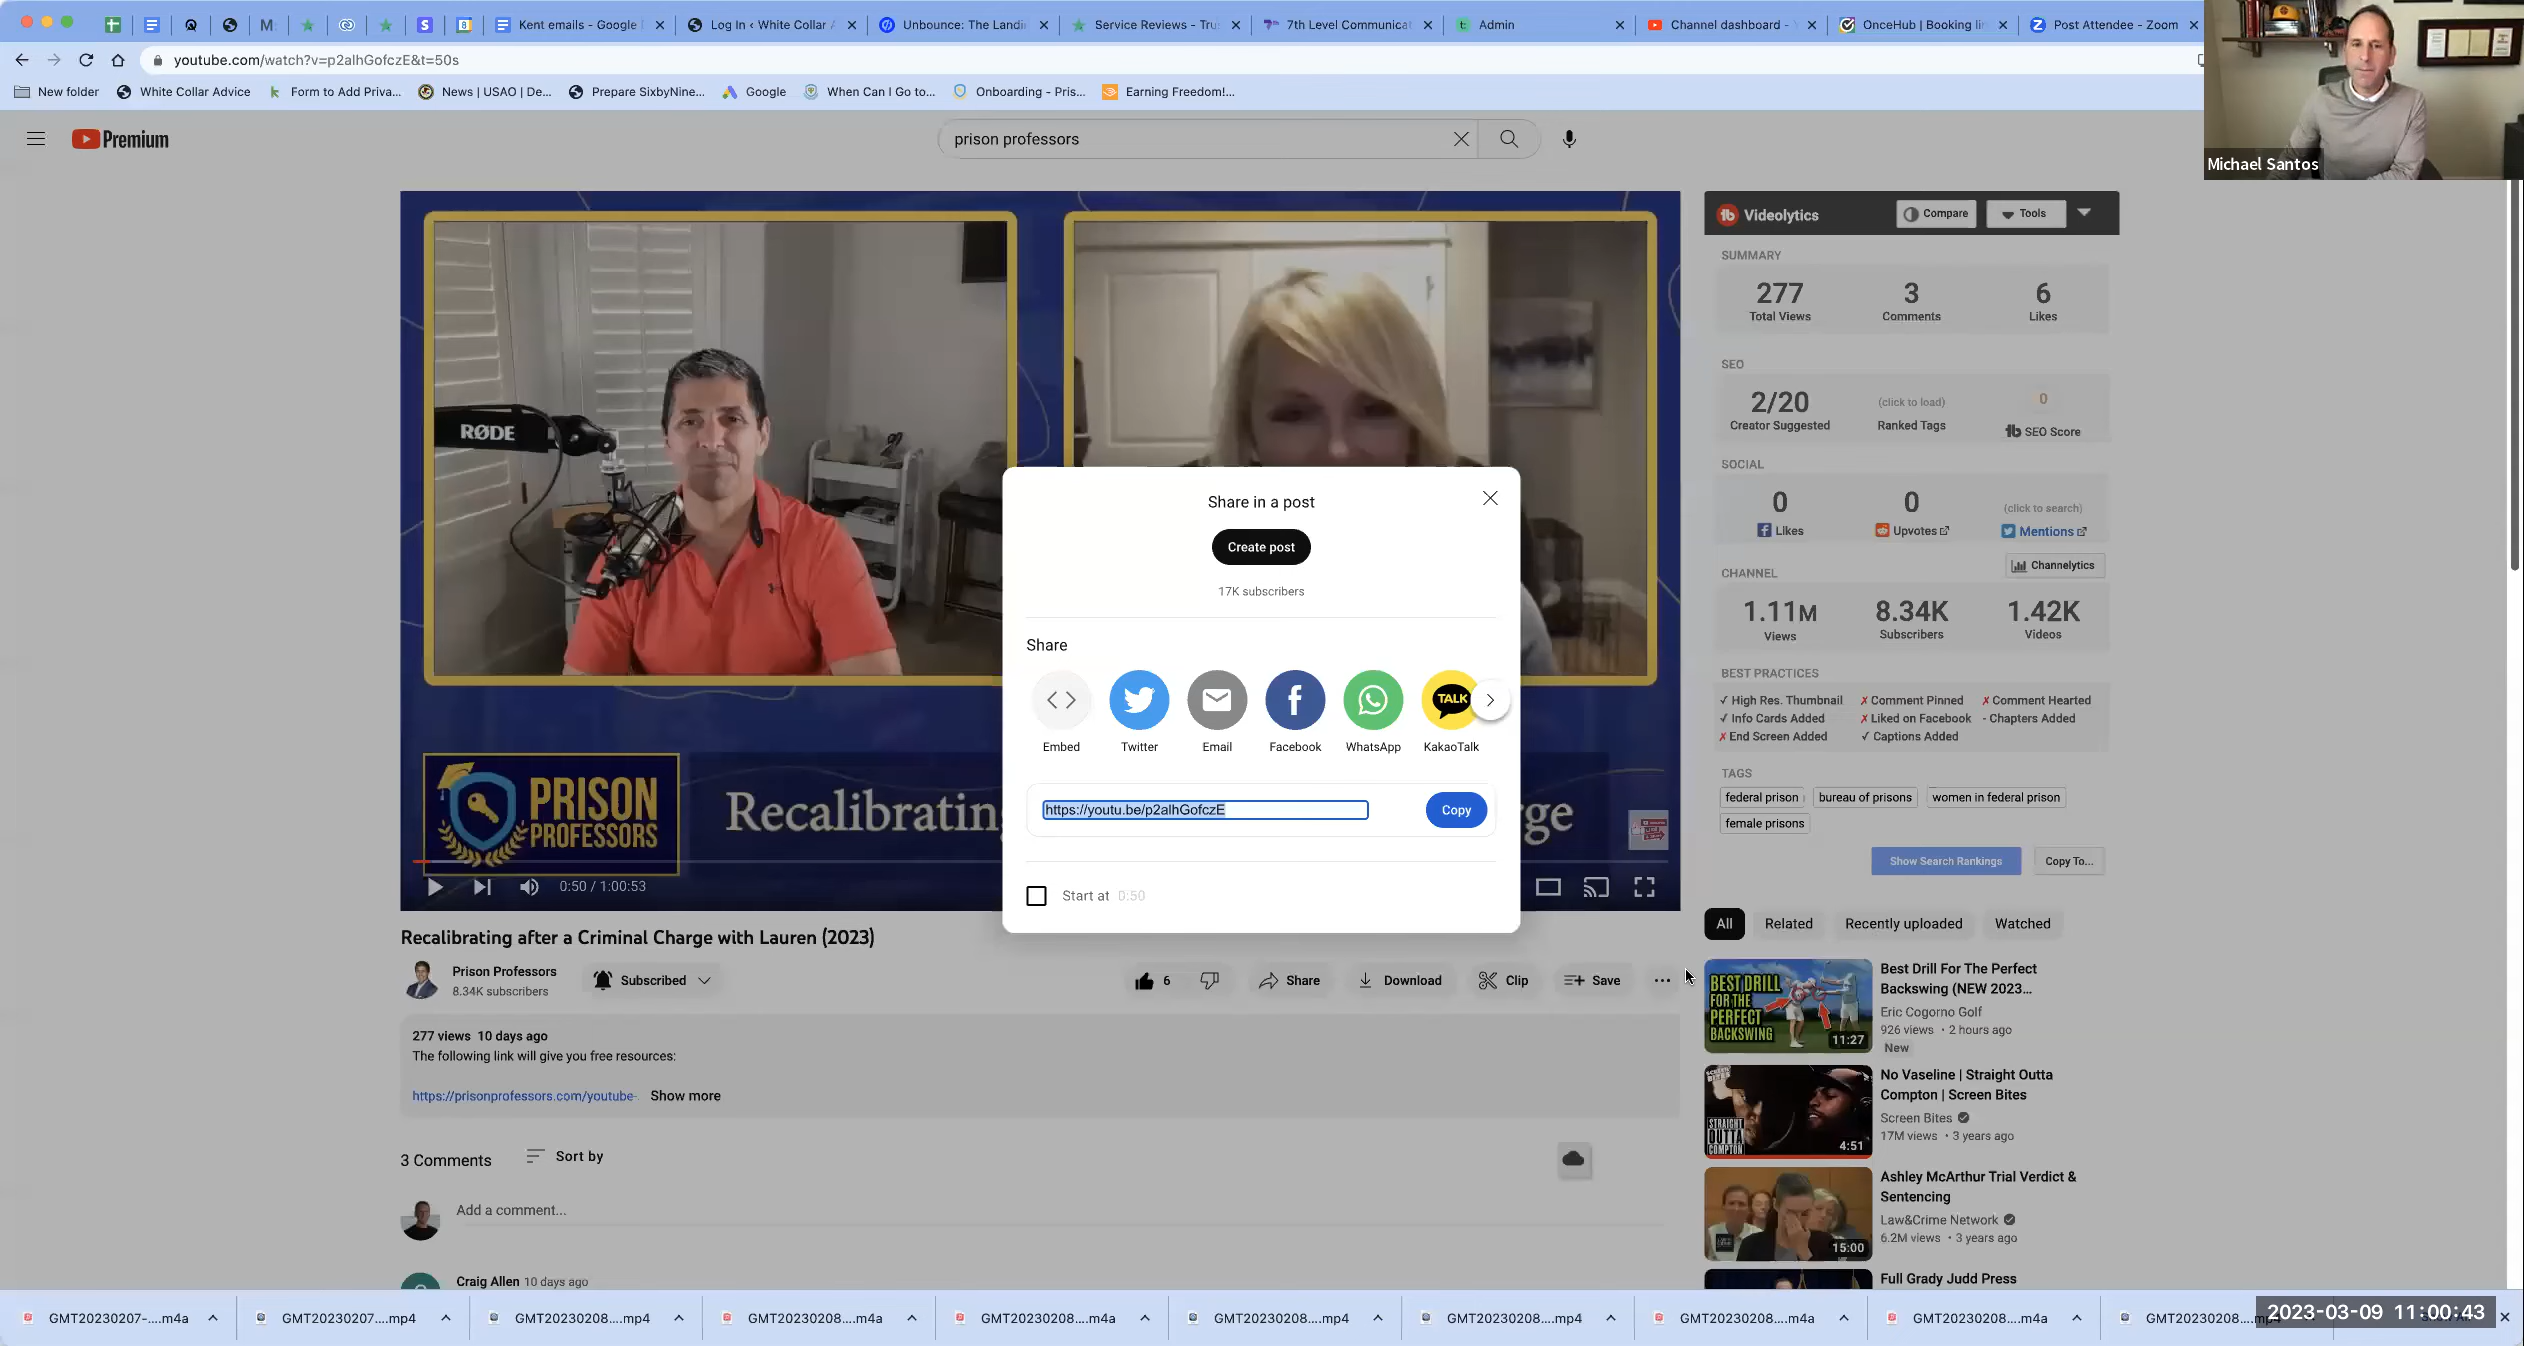 Kent emails - Google
Log In ‹ White Collar A
Unbounce: The Landi
Service Reviews - Tru
7th Level Communicat
Admin
Channel dashboard -
OnceHub | Booking li
Post Attendee - Zoom
youtube.com/watch?v=p2alhGofczE&t=50s
New folder
White Collar Advice
Form to Add Priva...
News | USAO | De...
Prepare SixbyNine...
Google
When Can I Go to...
Onboarding - Pris...
Earning Freedom!...
Michael Santos
Premium
prison professors
RØDE
PRISON
PROFESSORS
Recalibrating
ge
0:50 / 1:00:53
Share in a post
Create post
17K subscribers
Share
TALK
Embed
Twitter
Email
Facebook
WhatsApp
KakaoTalk
https://youtu.be/p2alhGofczE
Copy
Start at 0:50
Videolytics
Compare
Tools
SUMMARY
277 3 6
Total Views Comments Likes
SEO
2/20 (click to load) 0
Creator Suggested Ranked Tags SEO Score
SOCIAL
0 0 (click to search)
Likes Upvotes Mentions
CHANNEL Channelytics
1.11M 8.34K 1.42K
Views Subscribers Videos
BEST PRACTICES
✓ High Res. Thumbnail ✗ Comment Pinned ✗ Comment Hearted
✓ Info Cards Added ✗ Liked on Facebook - Chapters Added
✗ End Screen Added ✓ Captions Added
TAGS
federal prison bureau of prisons women in federal prison
female prisons
Show Search Rankings Copy To...
Recalibrating after a Criminal Charge with Lauren (2023)
Prison Professors
8.34K subscribers
Subscribed
6
Share
Download
Clip
Save
277 views 10 days ago
The following link will give you free resources:
https://prisonprofessors.com/youtube- Show more
3 Comments
Sort by
Add a comment...
Craig Allen 10 days ago
All
Related
Recently uploaded
Watched
BEST DRILL
FOR THE
PERFECT
BACKSWING
11:27
Best Drill For The Perfect
Backswing (NEW 2023...
Eric Cogorno Golf
926 views • 2 hours ago
New
SCREEN
BITES
STRAIGHT
OUTTA
COMPTON
4:51
No Vaseline | Straight Outta
Compton | Screen Bites
Screen Bites
17M views • 3 years ago
15:00
Ashley McArthur Trial Verdict &
Sentencing
Law&Crime Network
6.2M views • 3 years ago
Full Grady Judd Press
GMT20230207-....m4a
GMT20230207....mp4
GMT20230208....mp4
GMT20230208....m4a
GMT20230208....m4a
GMT20230208....mp4
GMT20230208....mp4
GMT20230208....m4a
GMT20230208....m4a
GMT20230208....mp4
2023-03-09 11:00:43